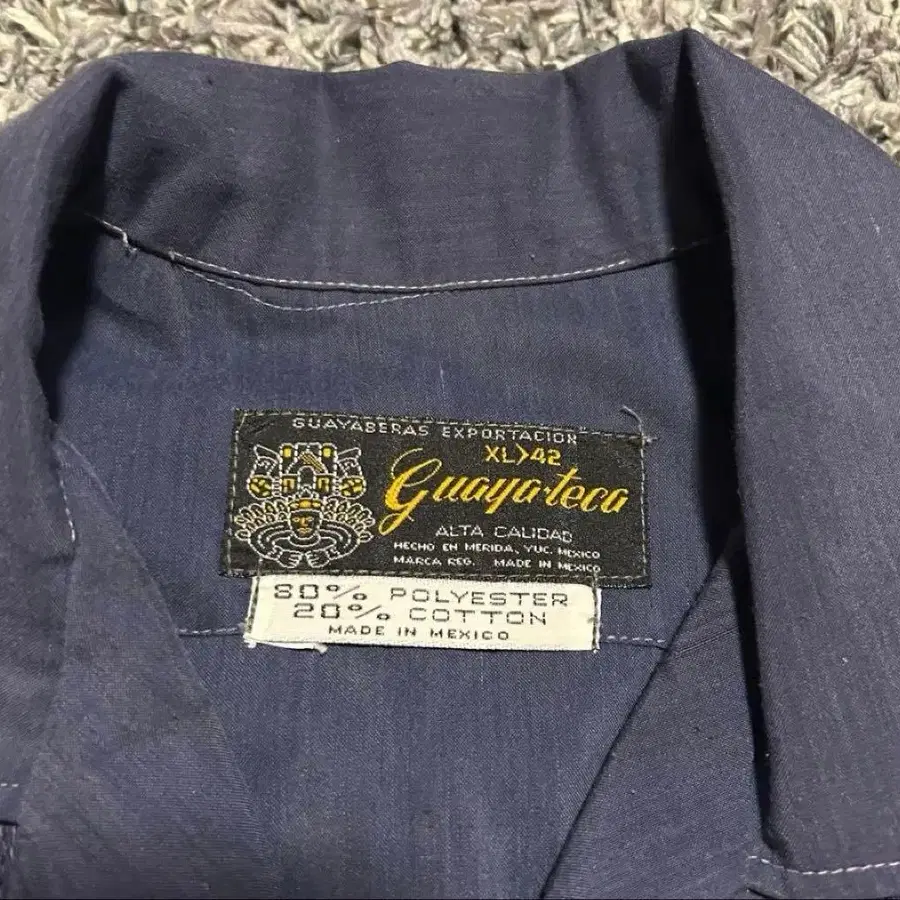 GUAYABERAS EXPORTACION
XL>42
Guayateca
ALTA CALIDAD
HECHO EN MERIDA, YUC. MEXICO
MARCA REG. MADE IN MEXICO
80% POLYESTER
20% COTTON
MADE IN MEXICO